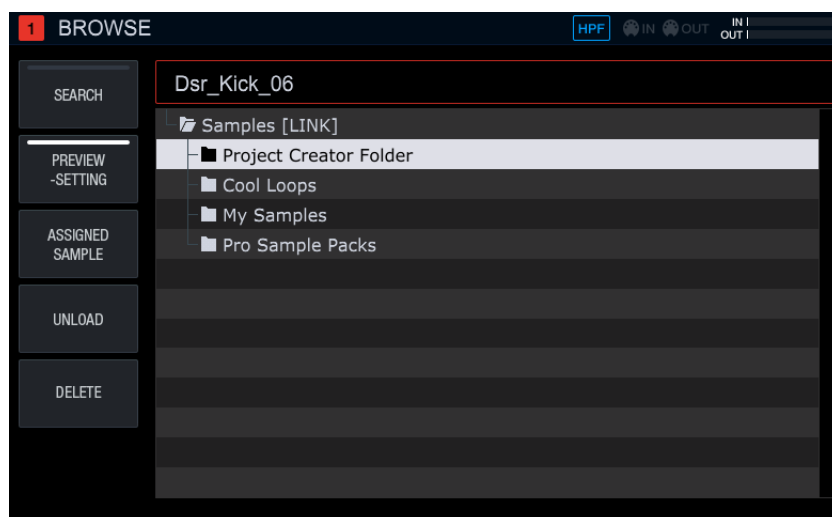 1 BROWSE
HPF IN OUT IN
OUT
SEARCH
Dsr_Kick_06
Samples [LINK]
PREVIEW
-SETTING
Project Creator Folder
Cool Loops
My Samples
Pro Sample Packs
ASSIGNED
SAMPLE
UNLOAD
DELETE